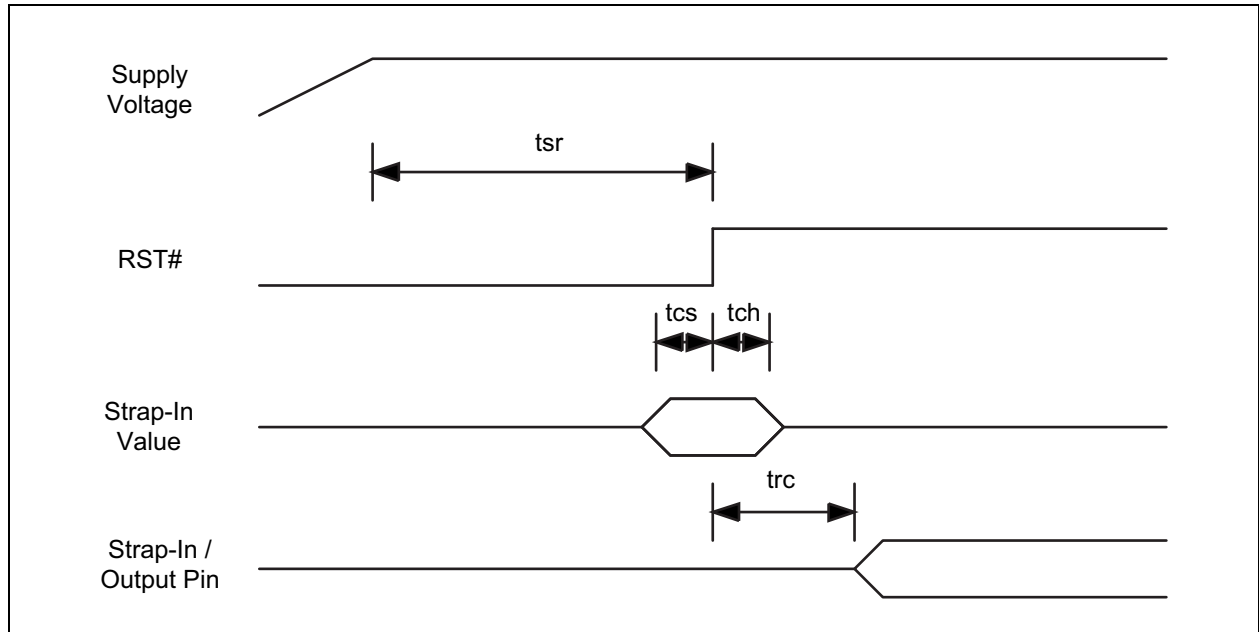 Supply
Voltage
tsr
RST#
tcs
tch
Strap-In
Value
trc
Strap-In /
Output Pin